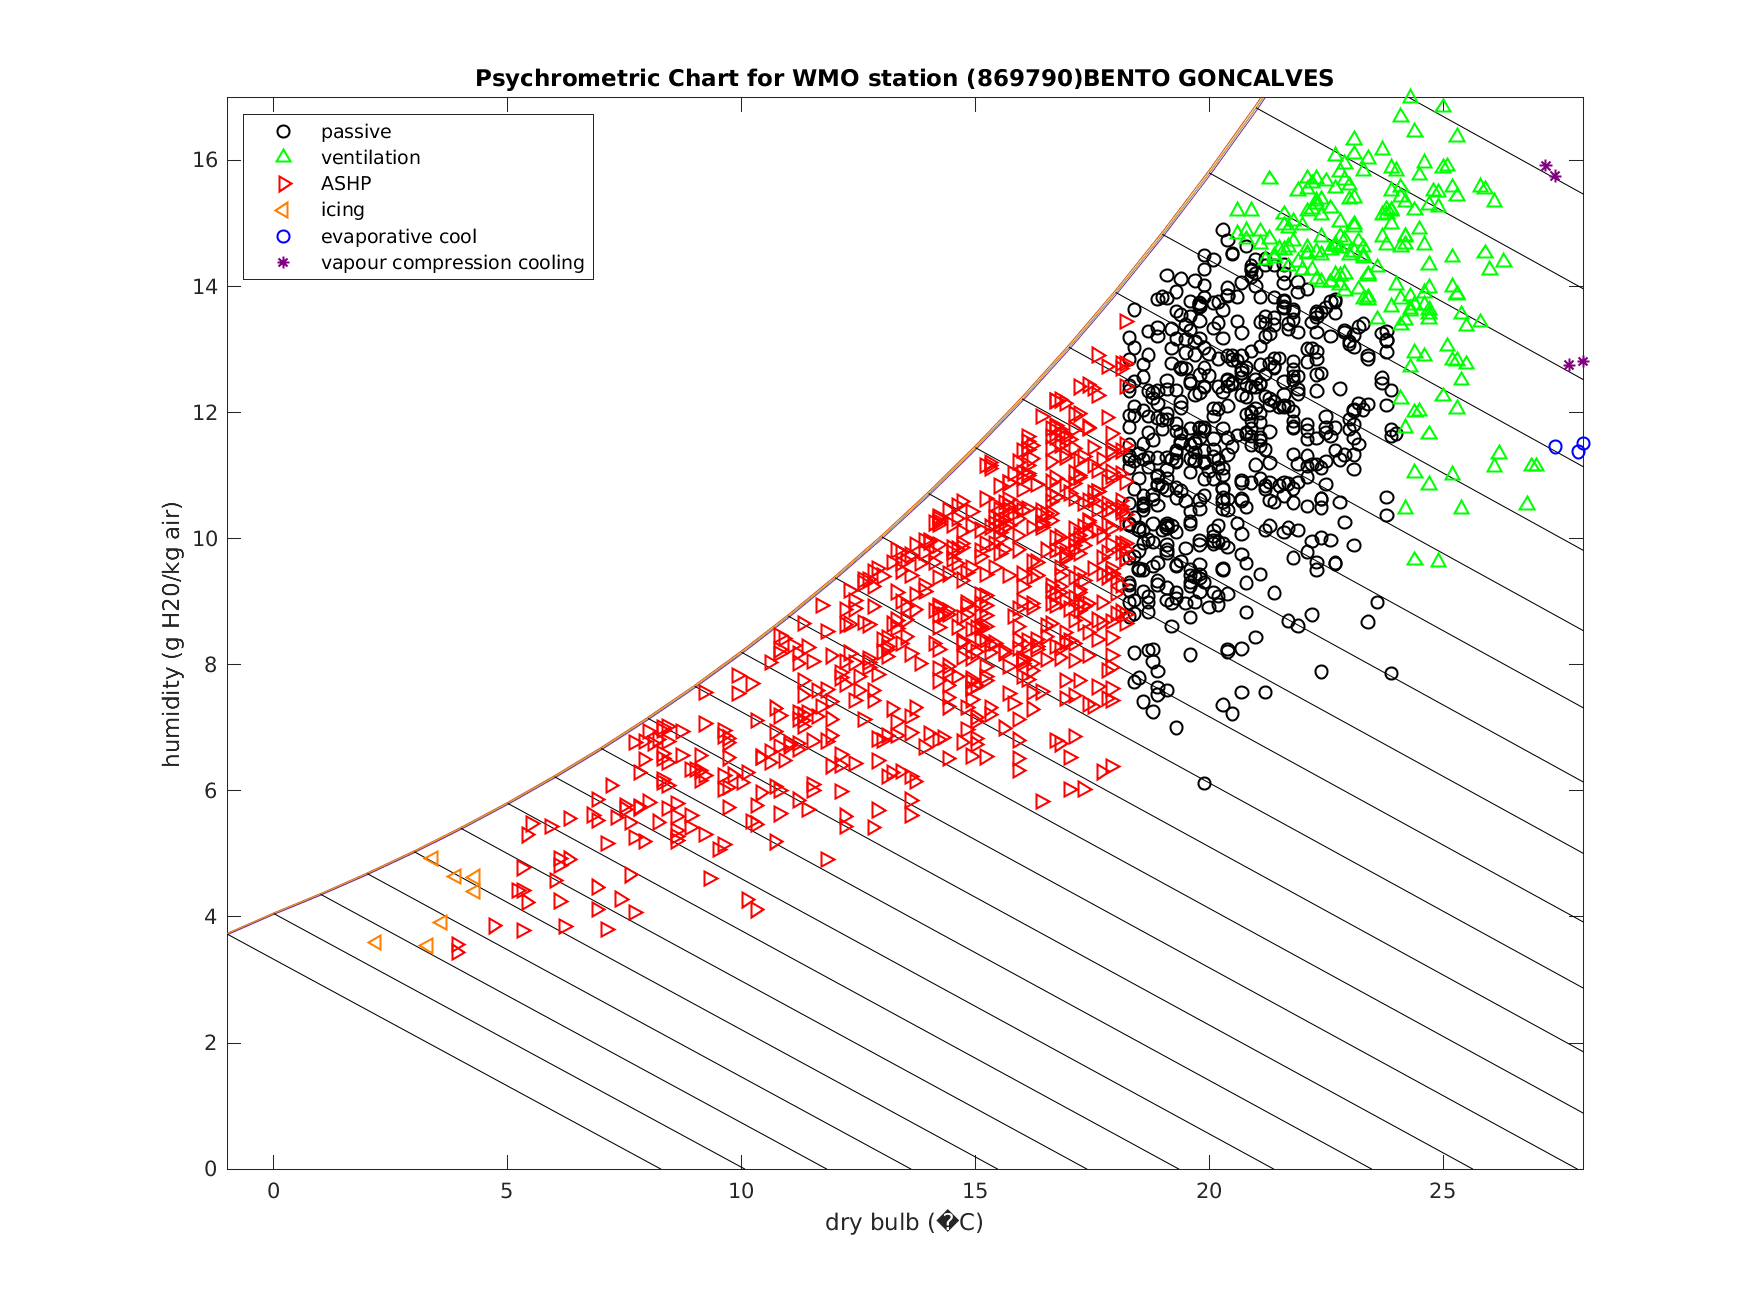 Psychrometric Chart for WMO station (869790)BENTO GONCALVES
passive
ventilation
ASHP
icing
evaporative cool
vapour compression cooling
humidity (g H20/kg air)
16
14
12
10
8
6
4
2
0
0 5 10 15 20 25
dry bulb (�C)